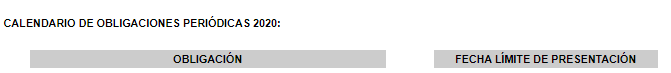 CALENDARIO DE OBLIGACIONES PERIÓDICAS 2020:
OBLIGACIÓN FECHA LÍMITE DE PRESENTACIÓN